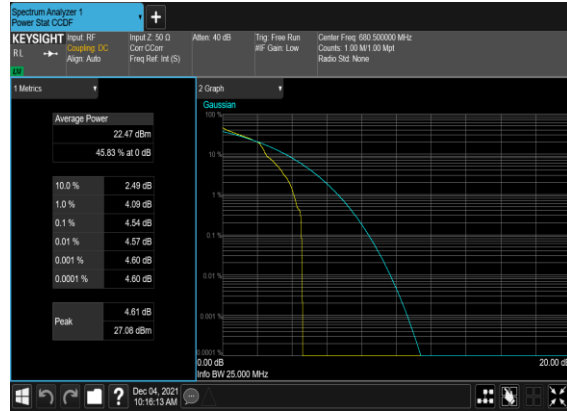 Spectrum Analyzer 1
Power Stat CCDF
KEYSIGHT
Input: RF
Coupling: DC
Align: Auto
Input Z: 50 Ω
Corr CCorr
Freq Ref: Int (S)
Atten: 40 dB
Trig: Free Run
#IF Gain: Low
Center Freq: 680.500000 MHz
Counts: 1.00 M/1.00 Mpt
Radio Std: None
RL
1 Metrics
Average Power
22.47 dBm
45.83 % at 0 dB
10.0 % 2.49 dB
1.0 % 4.09 dB
0.1 % 4.54 dB
0.01 % 4.57 dB
0.001 % 4.60 dB
0.0001 % 4.60 dB
Peak
4.61 dB
27.08 dBm
2 Graph
Gaussian
100 %
10 %
1 %
0.1 %
0.01 %
0.001 %
0.0001 %
0.00 dB
20.00 dB
Info BW 25.000 MHz
Dec 04, 2021
10:16:13 AM